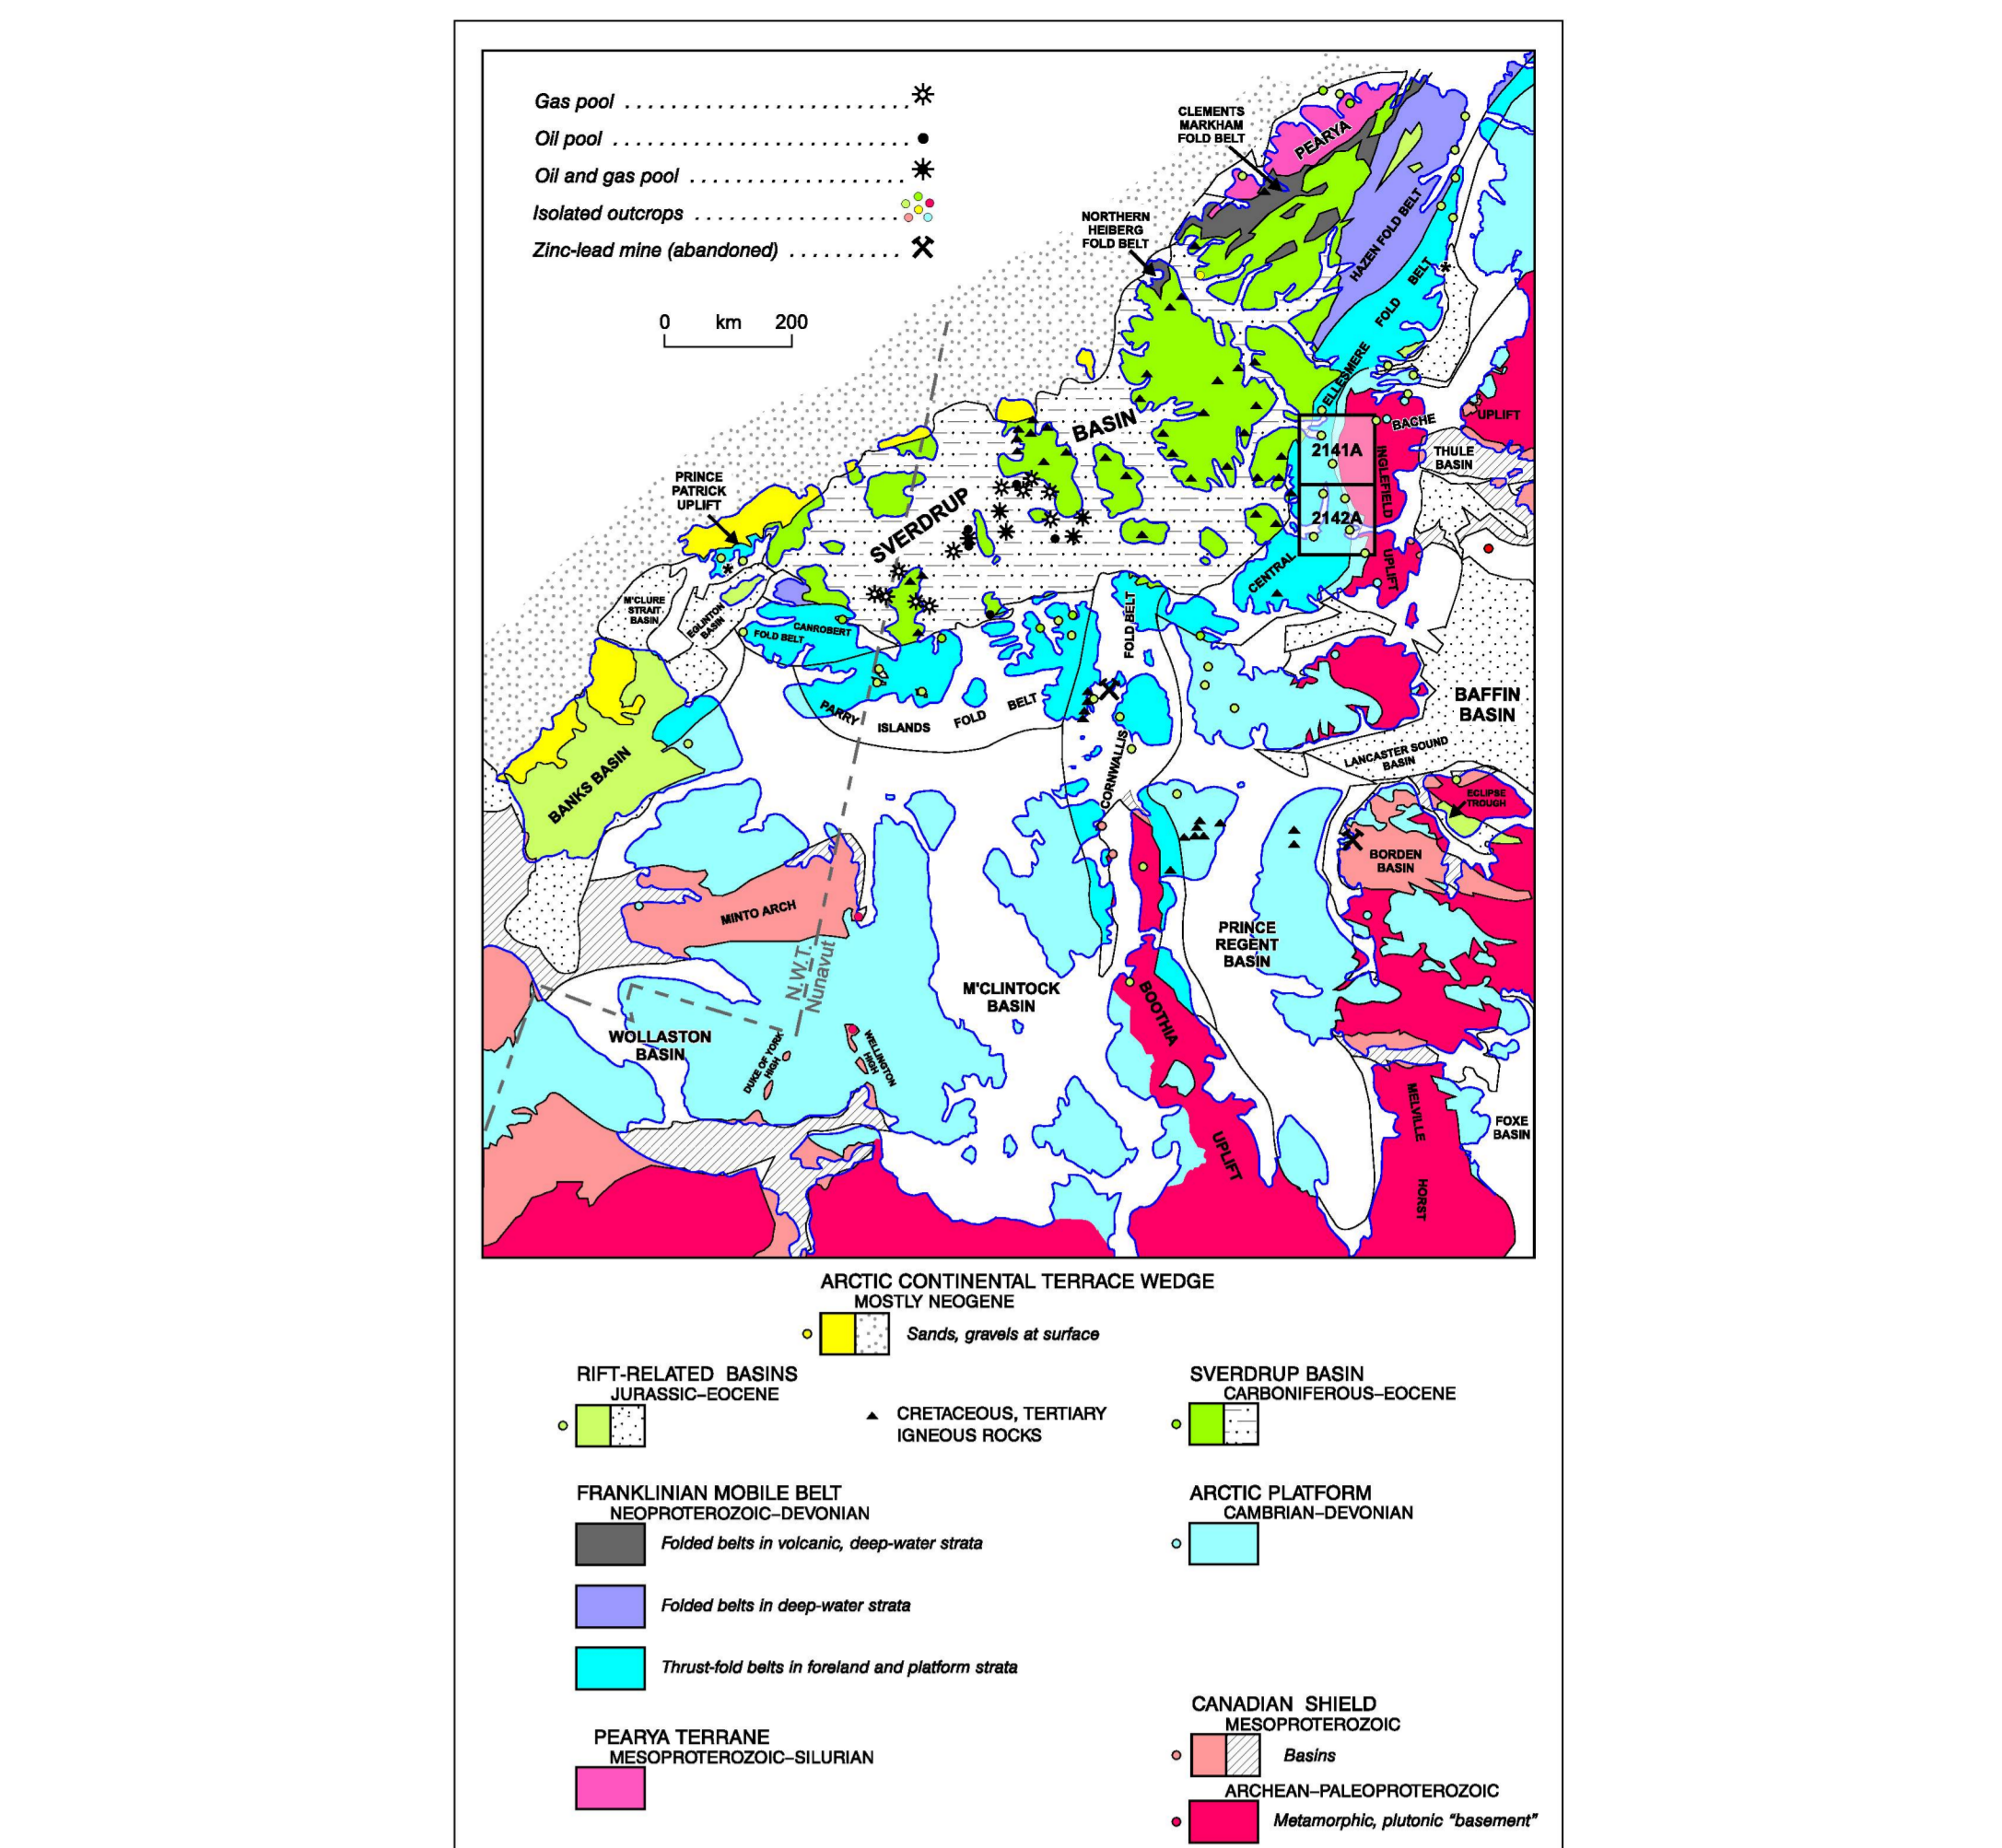 Gas pool
Oil pool
Oil and gas pool
Isolated outcrops
Zinc-lead mine (abandoned)
0 km 200
CLEMENTS
MARKHAM
FOLD BELT
PEARYA
NORTHERN
HEIBERG
FOLD BELT
HAZEN FOLD BELT
ELLESMERE FOLD BELT
BACHE
UPLIFT
2141A
INGLEFIELD
THULE
BASIN
2142A
UPLIFT
CENTRAL
SVERDRUP
BASIN
PRINCE
PATRICK
UPLIFT
M'CLURE
STRAIT
BASIN
EGLINTON
BASIN
CANROBERT
FOLD BELT
PARRY ISLANDS FOLD BELT
CORNWALLIS
FOLD BELT
BAFFIN
BASIN
LANCASTER SOUND
BASIN
ECLIPSE
TROUGH
BORDEN
BASIN
BANKS BASIN
MINTO ARCH
N.W.T.
Nunavut
PRINCE
REGENT
BASIN
M'CLINTOCK
BASIN
BOOTHIA
UPLIFT
WOLLASTON
BASIN
DUKE OF YORK
HIGH
WELLINGTON
HIGH
MELVILLE
HORST
FOXE
BASIN
ARCTIC CONTINENTAL TERRACE WEDGE
MOSTLY NEOGENE
Sands, gravels at surface
RIFT-RELATED BASINS
JURASSIC–EOCENE
CRETACEOUS, TERTIARY
IGNEOUS ROCKS
SVERDRUP BASIN
CARBONIFEROUS–EOCENE
FRANKLINIAN MOBILE BELT
NEOPROTEROZOIC–DEVONIAN
Folded belts in volcanic, deep-water strata
Folded belts in deep-water strata
Thrust-fold belts in foreland and platform strata
ARCTIC PLATFORM
CAMBRIAN–DEVONIAN
PEARYA TERRANE
MESOPROTEROZOIC–SILURIAN
CANADIAN SHIELD
MESOPROTEROZOIC
Basins
ARCHEAN–PALEOPROTEROZOIC
Metamorphic, plutonic “basement”